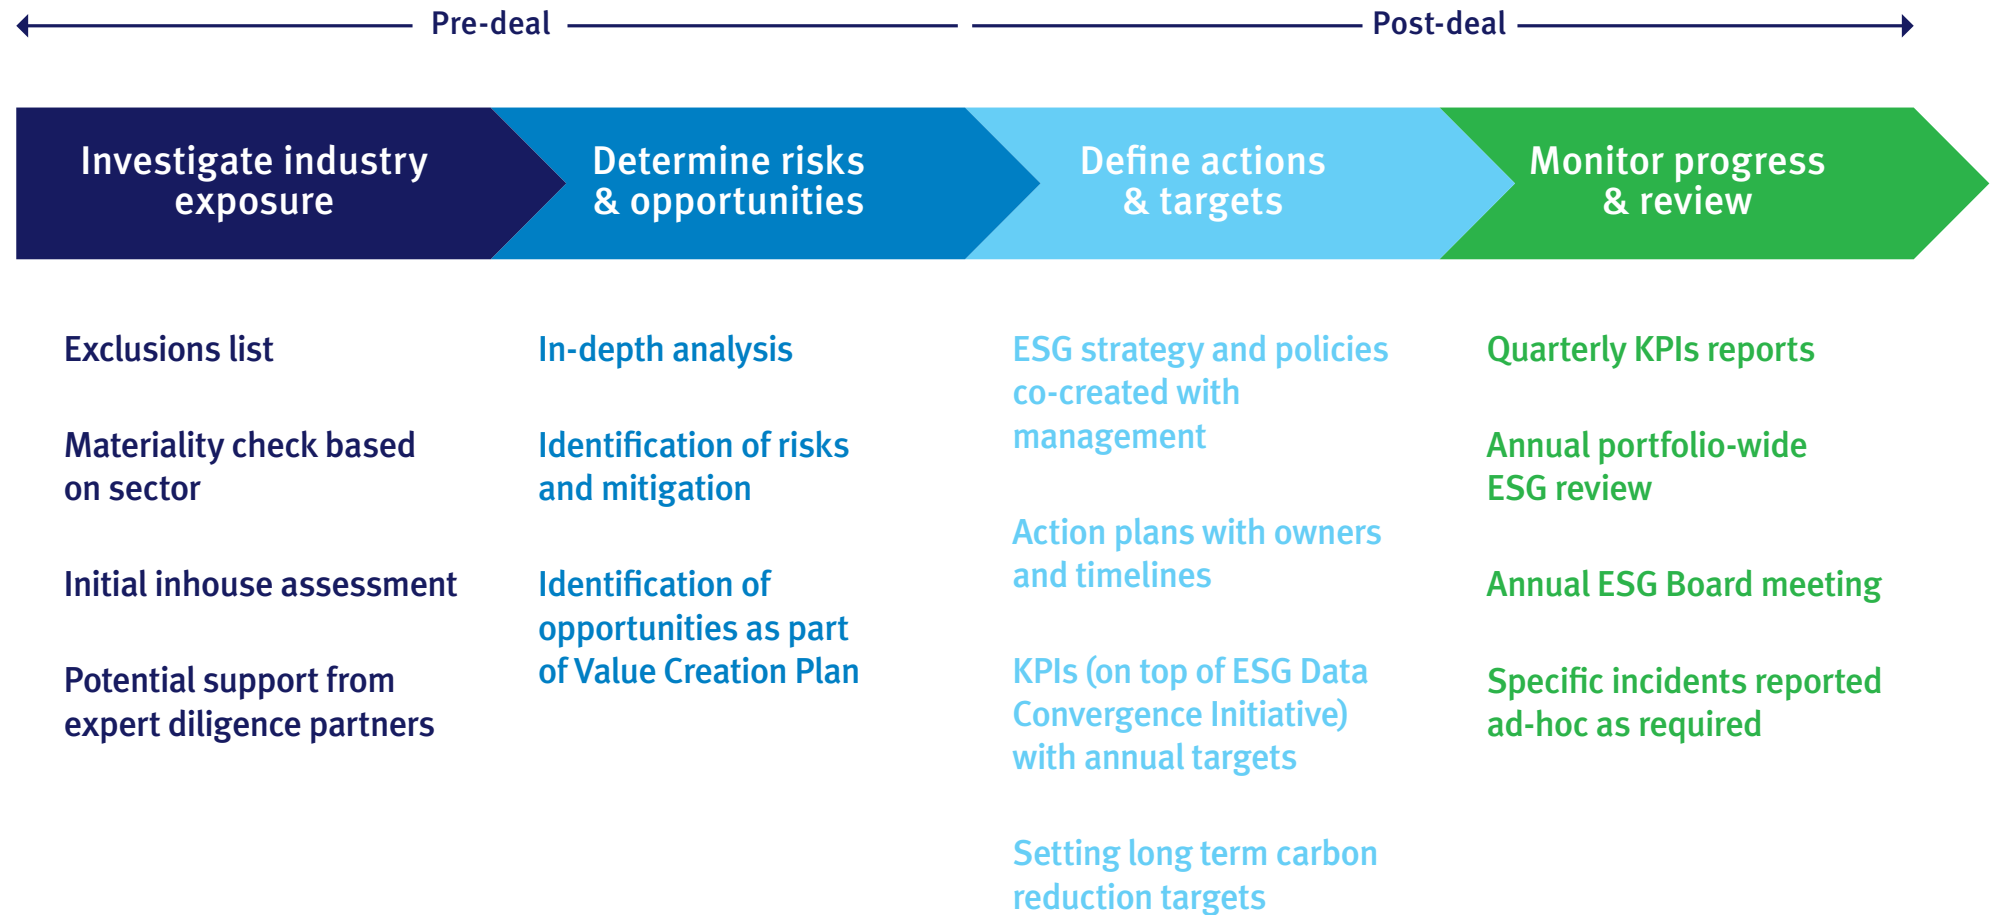 Pre-deal
Post-deal
Investigate industry
exposure
Determine risks
& opportunities
Define actions
& targets
Monitor progress
& review
Exclusions list
Materiality check based
on sector
Initial inhouse assessment
Potential support from
expert diligence partners
In-depth analysis
Identification of risks
and mitigation
Identification of
opportunities as part
of Value Creation Plan
ESG strategy and policies
co-created with
management
Action plans with owners
and timelines
KPIs (on top of ESG Data
Convergence Initiative)
with annual targets
Setting long term carbon
reduction targets
Quarterly KPIs reports
Annual portfolio-wide
ESG review
Annual ESG Board meeting
Specific incidents reported
ad-hoc as required